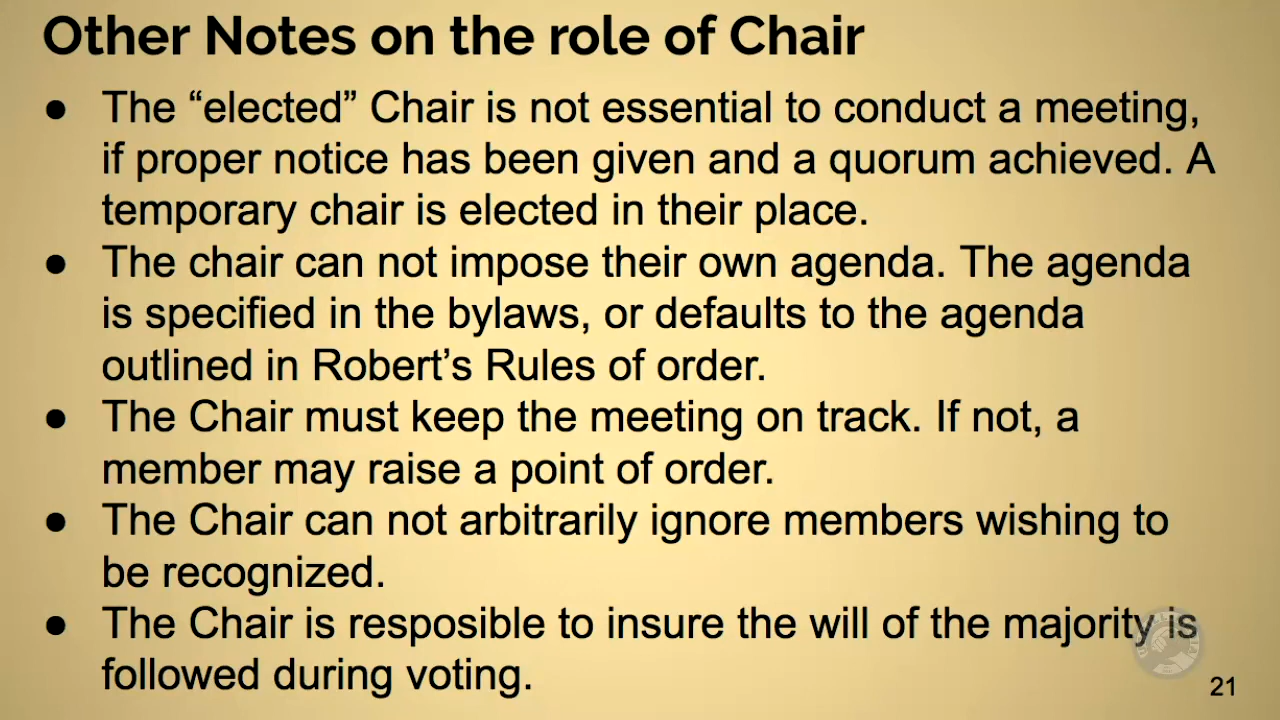 Other Notes on the role of Chair
● The “elected” Chair is not essential to conduct a meeting,
if proper notice has been given and a quorum achieved. A
temporary chair is elected in their place.
● The chair can not impose their own agenda. The agenda
is specified in the bylaws, or defaults to the agenda
outlined in Robert’s Rules of order.
● The Chair must keep the meeting on track. If not, a
member may raise a point of order.
● The Chair can not arbitrarily ignore members wishing to
be recognized.
● The Chair is resposible to insure the will of the majority is
followed during voting.
21